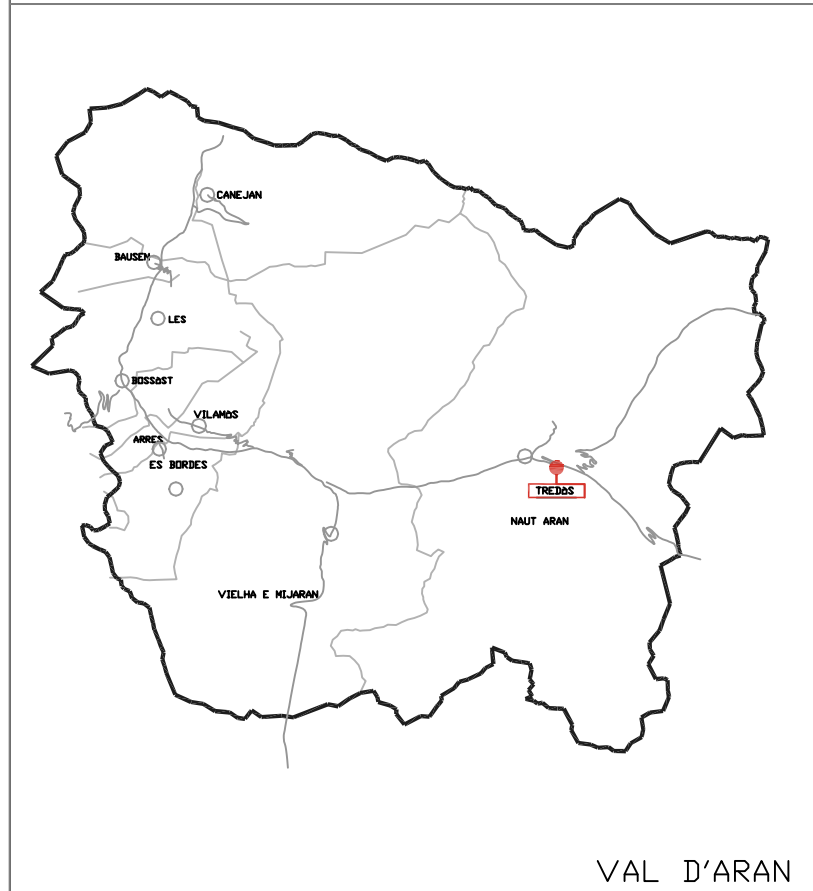 CANEJAN
BAUSEN
LES
BOSSOST
VILAMOS
ARRES
ES BORDES
TREDOS
NAUT ARAN
VIELHA E MIJARAN
VAL D'ARAN